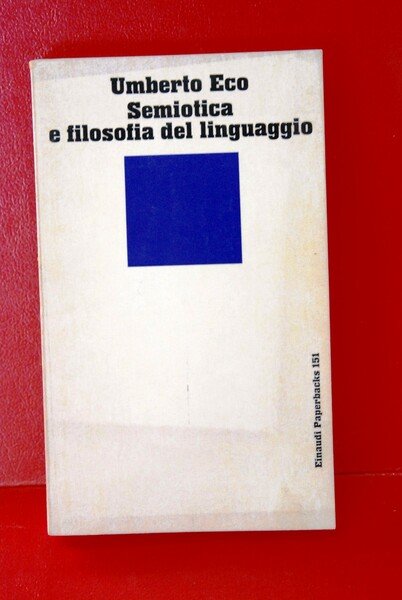 Umberto Eco
Semiotica
e filosofia del linguaggio
Einaudi Paperbacks 151